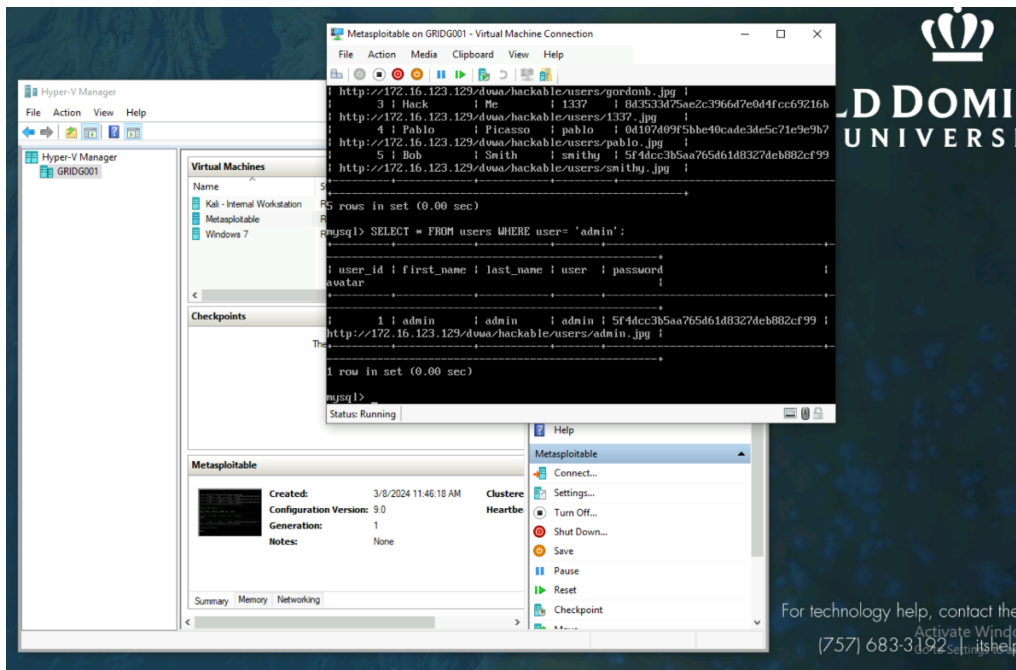 Metasploitable on GRIDG001 - Virtual Machine Connection
File Action Media Clipboard View Help
| http://172.16.123.129/dvwa/hackable/users/gordonb.jpg |
| 3 | Hack | Me | 1337 | 8d3533d75ae2c3966d7e0d4fcc69216b
| http://172.16.123.129/dvwa/hackable/users/1337.jpg |
| 4 | Pablo | Picasso | pablo | 0d107d09f5bbe40cade3de5c71e9e9b7
| http://172.16.123.129/dvwa/hackable/users/pablo.jpg |
| 5 | Bob | Smith | smithy | 5f4dcc3b5aa765d61d8327deb882cf99
| http://172.16.123.129/dvwa/hackable/users/smithy.jpg |
5 rows in set (0.00 sec)
mysql> SELECT * FROM users WHERE user= 'admin';
| user_id | first_name | last_name | user | password |
avatar |
| 1 | admin | admin | admin | 5f4dcc3b5aa765d61d8327deb882cf99 |
http://172.16.123.129/dvwa/hackable/users/admin.jpg |
1 row in set (0.00 sec)
mysql> _
Status: Running
Hyper-V Manager
File Action View Help
Hyper-V Manager
GRIDG001
Virtual Machines
Name S
Kali - Internal Workstation R
Metasploitable R
Windows 7 R
Checkpoints
The
Metasploitable
Created: 3/8/2024 11:46:18 AM Clustere
Configuration Version: 9.0 Heartbe
Generation: 1
Notes: None
Summary Memory Networking
Help
Metasploitable
Connect...
Settings...
Turn Off...
Shut Down...
Save
Pause
Reset
Checkpoint
LD DOMI
UNIVERSI
For technology help, contact the
Activate Windo
(757) 683-3192 | itshelp